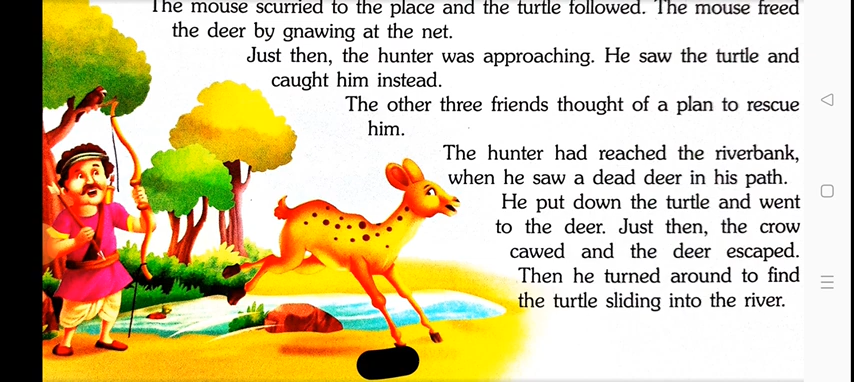 The mouse scurried to the place and the turtle followed. The mouse freed
the deer by gnawing at the net.
Just then, the hunter was approaching. He saw the turtle and
caught him instead.
The other three friends thought of a plan to rescue
him.
The hunter had reached the riverbank,
when he saw a dead deer in his path.
He put down the turtle and went
to the deer. Just then, the crow
cawed and the deer escaped.
Then he turned around to find
the turtle sliding into the river.